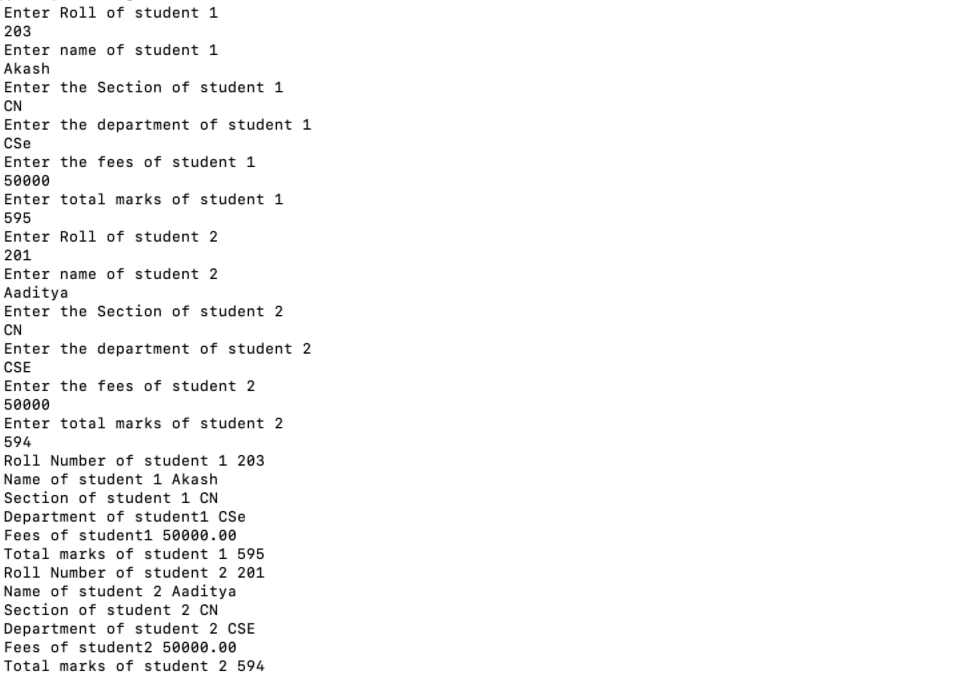 Enter Roll of student 1
203
Enter name of student 1
Akash
Enter the Section of student 1
CN
Enter the department of student 1
CSe
Enter the fees of student 1
50000
Enter total marks of student 1
595
Enter Roll of student 2
201
Enter name of student 2
Aaditya
Enter the Section of student 2
CN
Enter the department of student 2
CSE
Enter the fees of student 2
50000
Enter total marks of student 2
594
Roll Number of student 1 203
Name of student 1 Akash
Section of student 1 CN
Department of student1 CSe
Fees of student1 50000.00
Total marks of student 1 595
Roll Number of student 2 201
Name of student 2 Aaditya
Section of student 2 CN
Department of student 2 CSE
Fees of student2 50000.00
Total marks of student 2 594